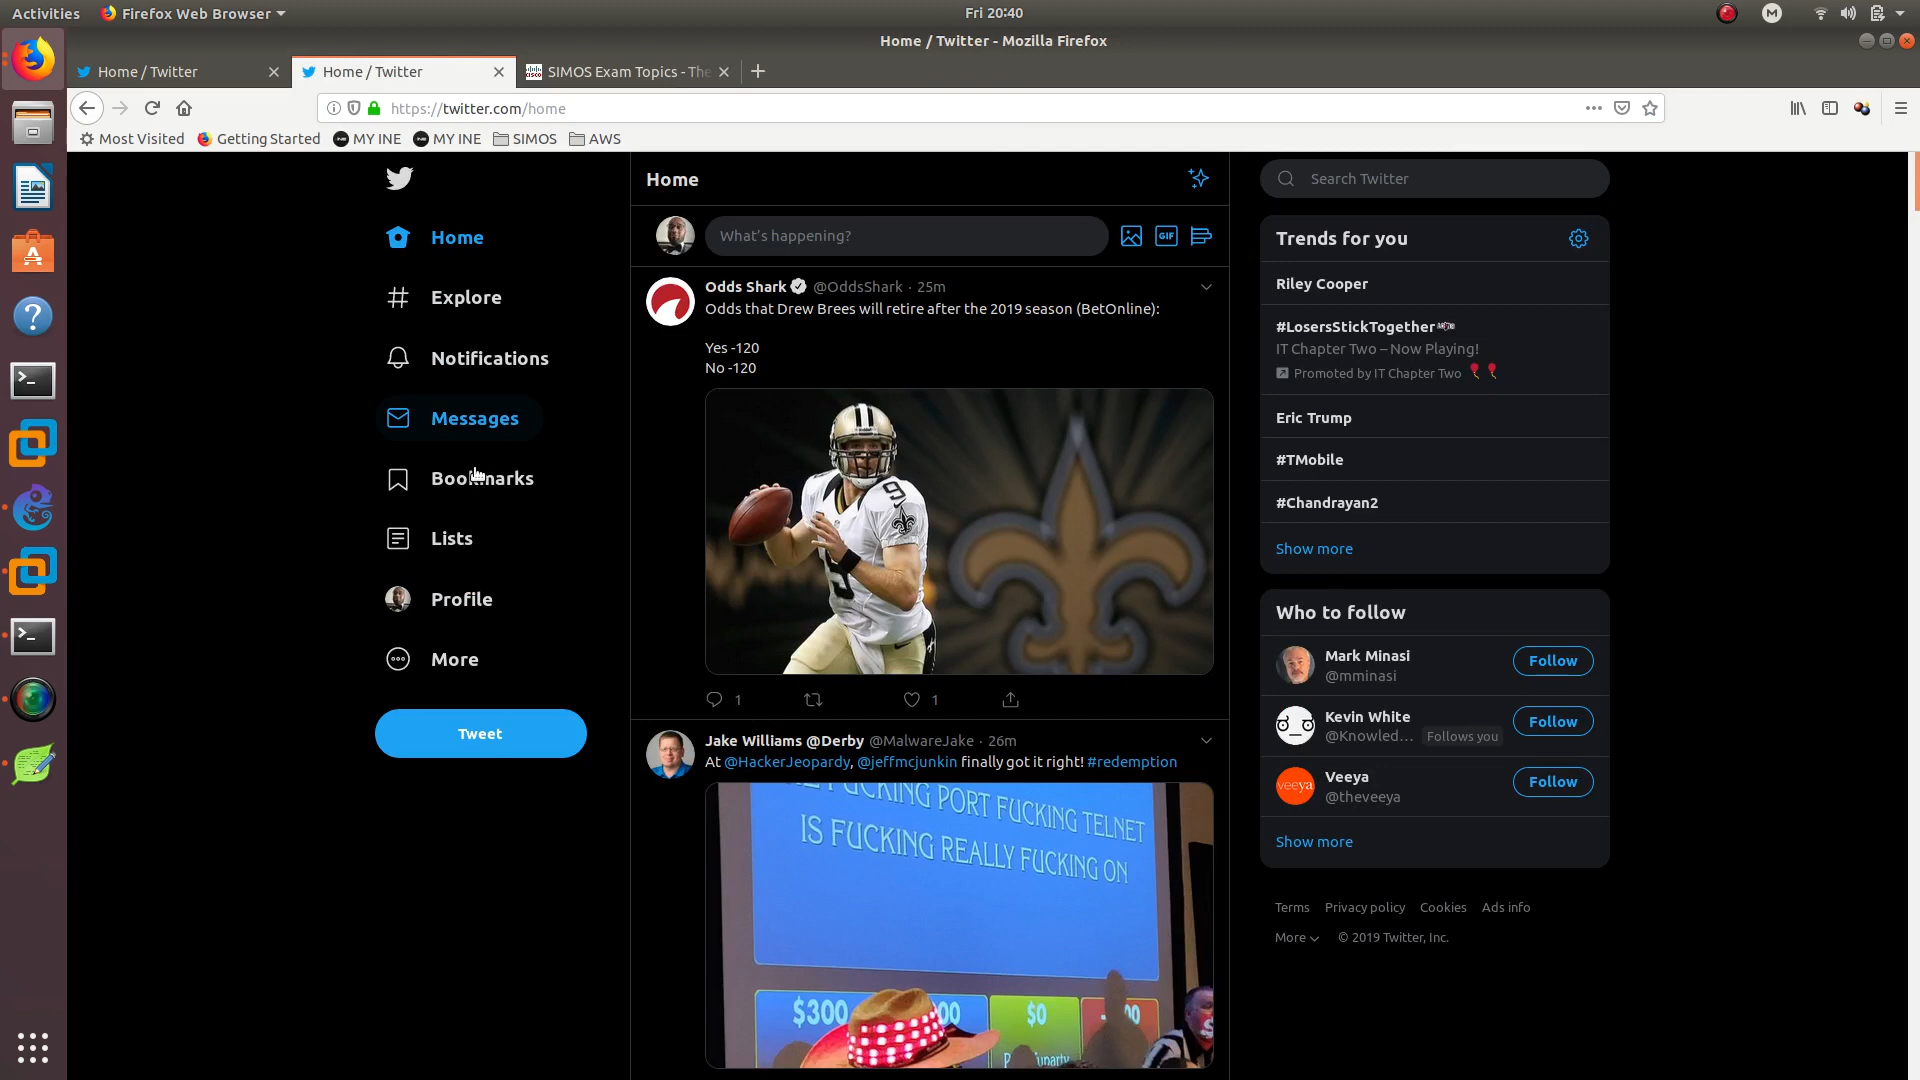 Activities
Firefox Web Browser
Fri 20:40
Home / Twitter - Mozilla Firefox
Home / Twitter
Home / Twitter
SIMOS Exam Topics - The
https://twitter.com/home
Most Visited
Getting Started
MY INE
MY INE
SIMOS
AWS
Home
Explore
Notifications
Messages
Bookmarks
Lists
Profile
More
Tweet
Home
What's happening?
GIF
Odds Shark @OddsShark · 25m
Odds that Drew Brees will retire after the 2019 season (BetOnline):
Yes -120
No -120
9
1
1
Jake Williams @Derby @MalwareJake · 26m
At @HackerJeopardy, @jeffmcjunkin finally got it right! #redemption
FUCKING PORT FUCKING TELNET
IS FUCKING REALLY FUCKING ON
$300
$0
Search Twitter
Trends for you
Riley Cooper
#LosersStickTogether
IT Chapter Two – Now Playing!
Promoted by IT Chapter Two
Eric Trump
#TMobile
#Chandrayan2
Show more
Who to follow
Mark Minasi
@mminasi
Follow
Kevin White
@Knowled... Follows you
Follow
veeya
Veeya
@theveeya
Follow
Show more
Terms Privacy policy Cookies Ads info
More © 2019 Twitter, Inc.